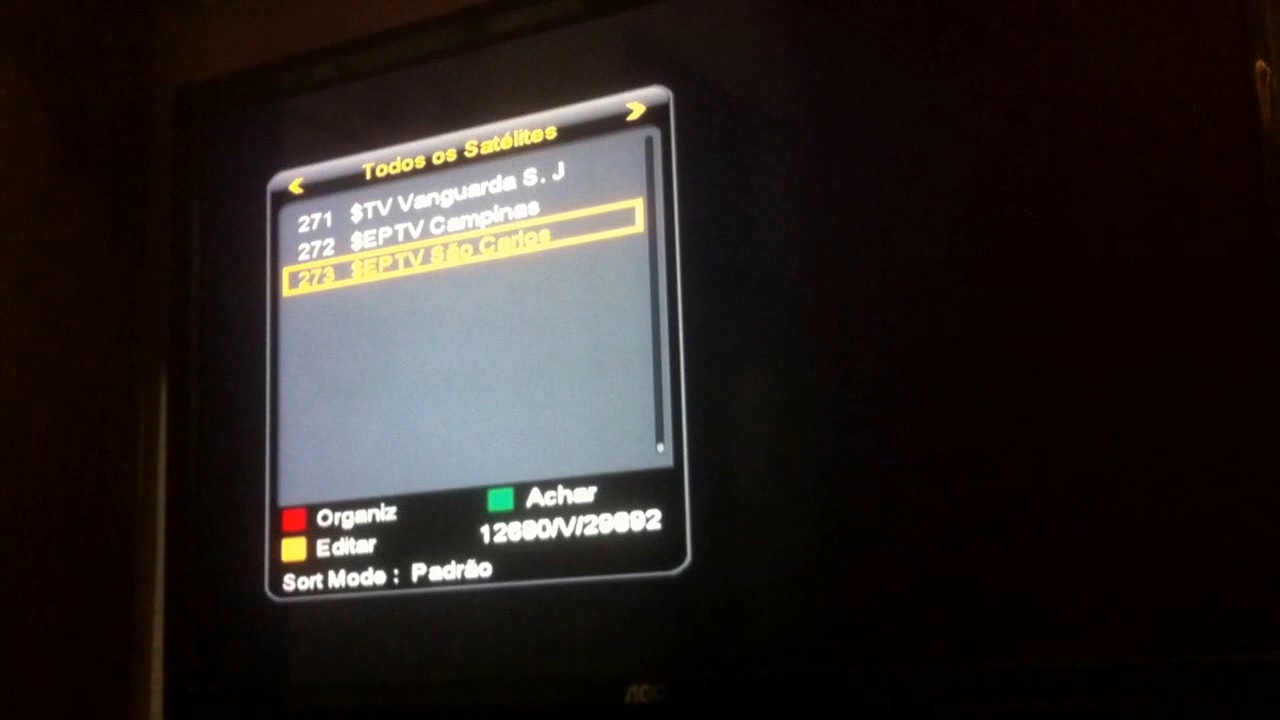 Todos os Satélites
271 $TV Vanguarda S. J
272 $EPTV Campinas
273 $EPTV São Carlos
Organiz
Achar
Editar
12680/V/29892
Sort Mode : Padrão
AOC